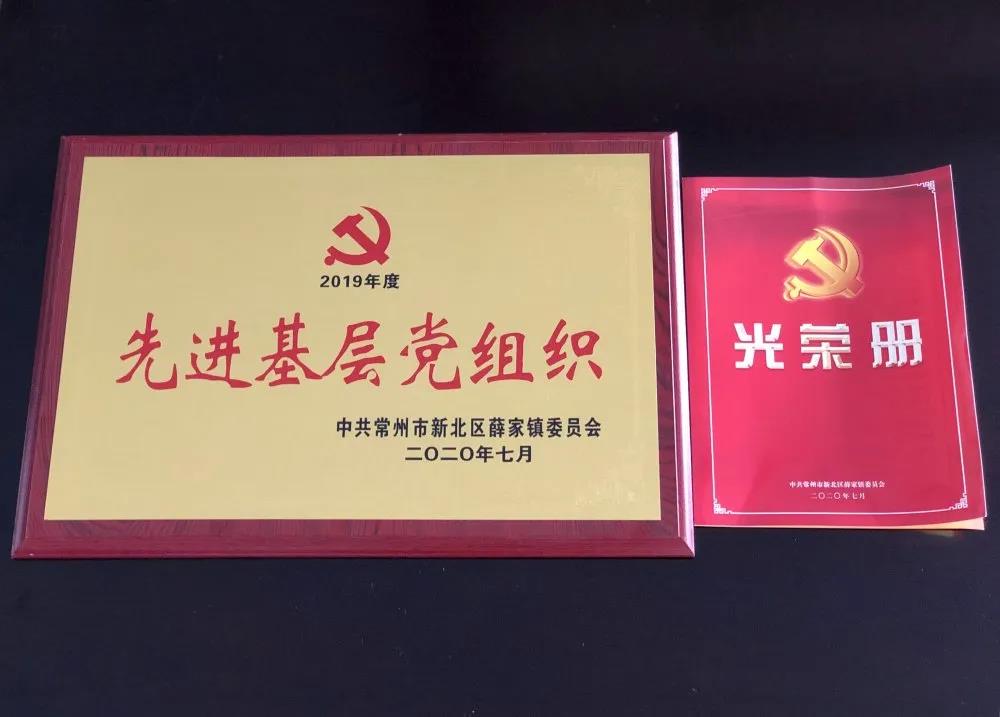 2019年度
先进基层党组织
中共常州市新北区薛家镇委员会
二〇二〇年七月
光荣册
中共常州市新北区薛家镇委员会
二〇二〇年七月